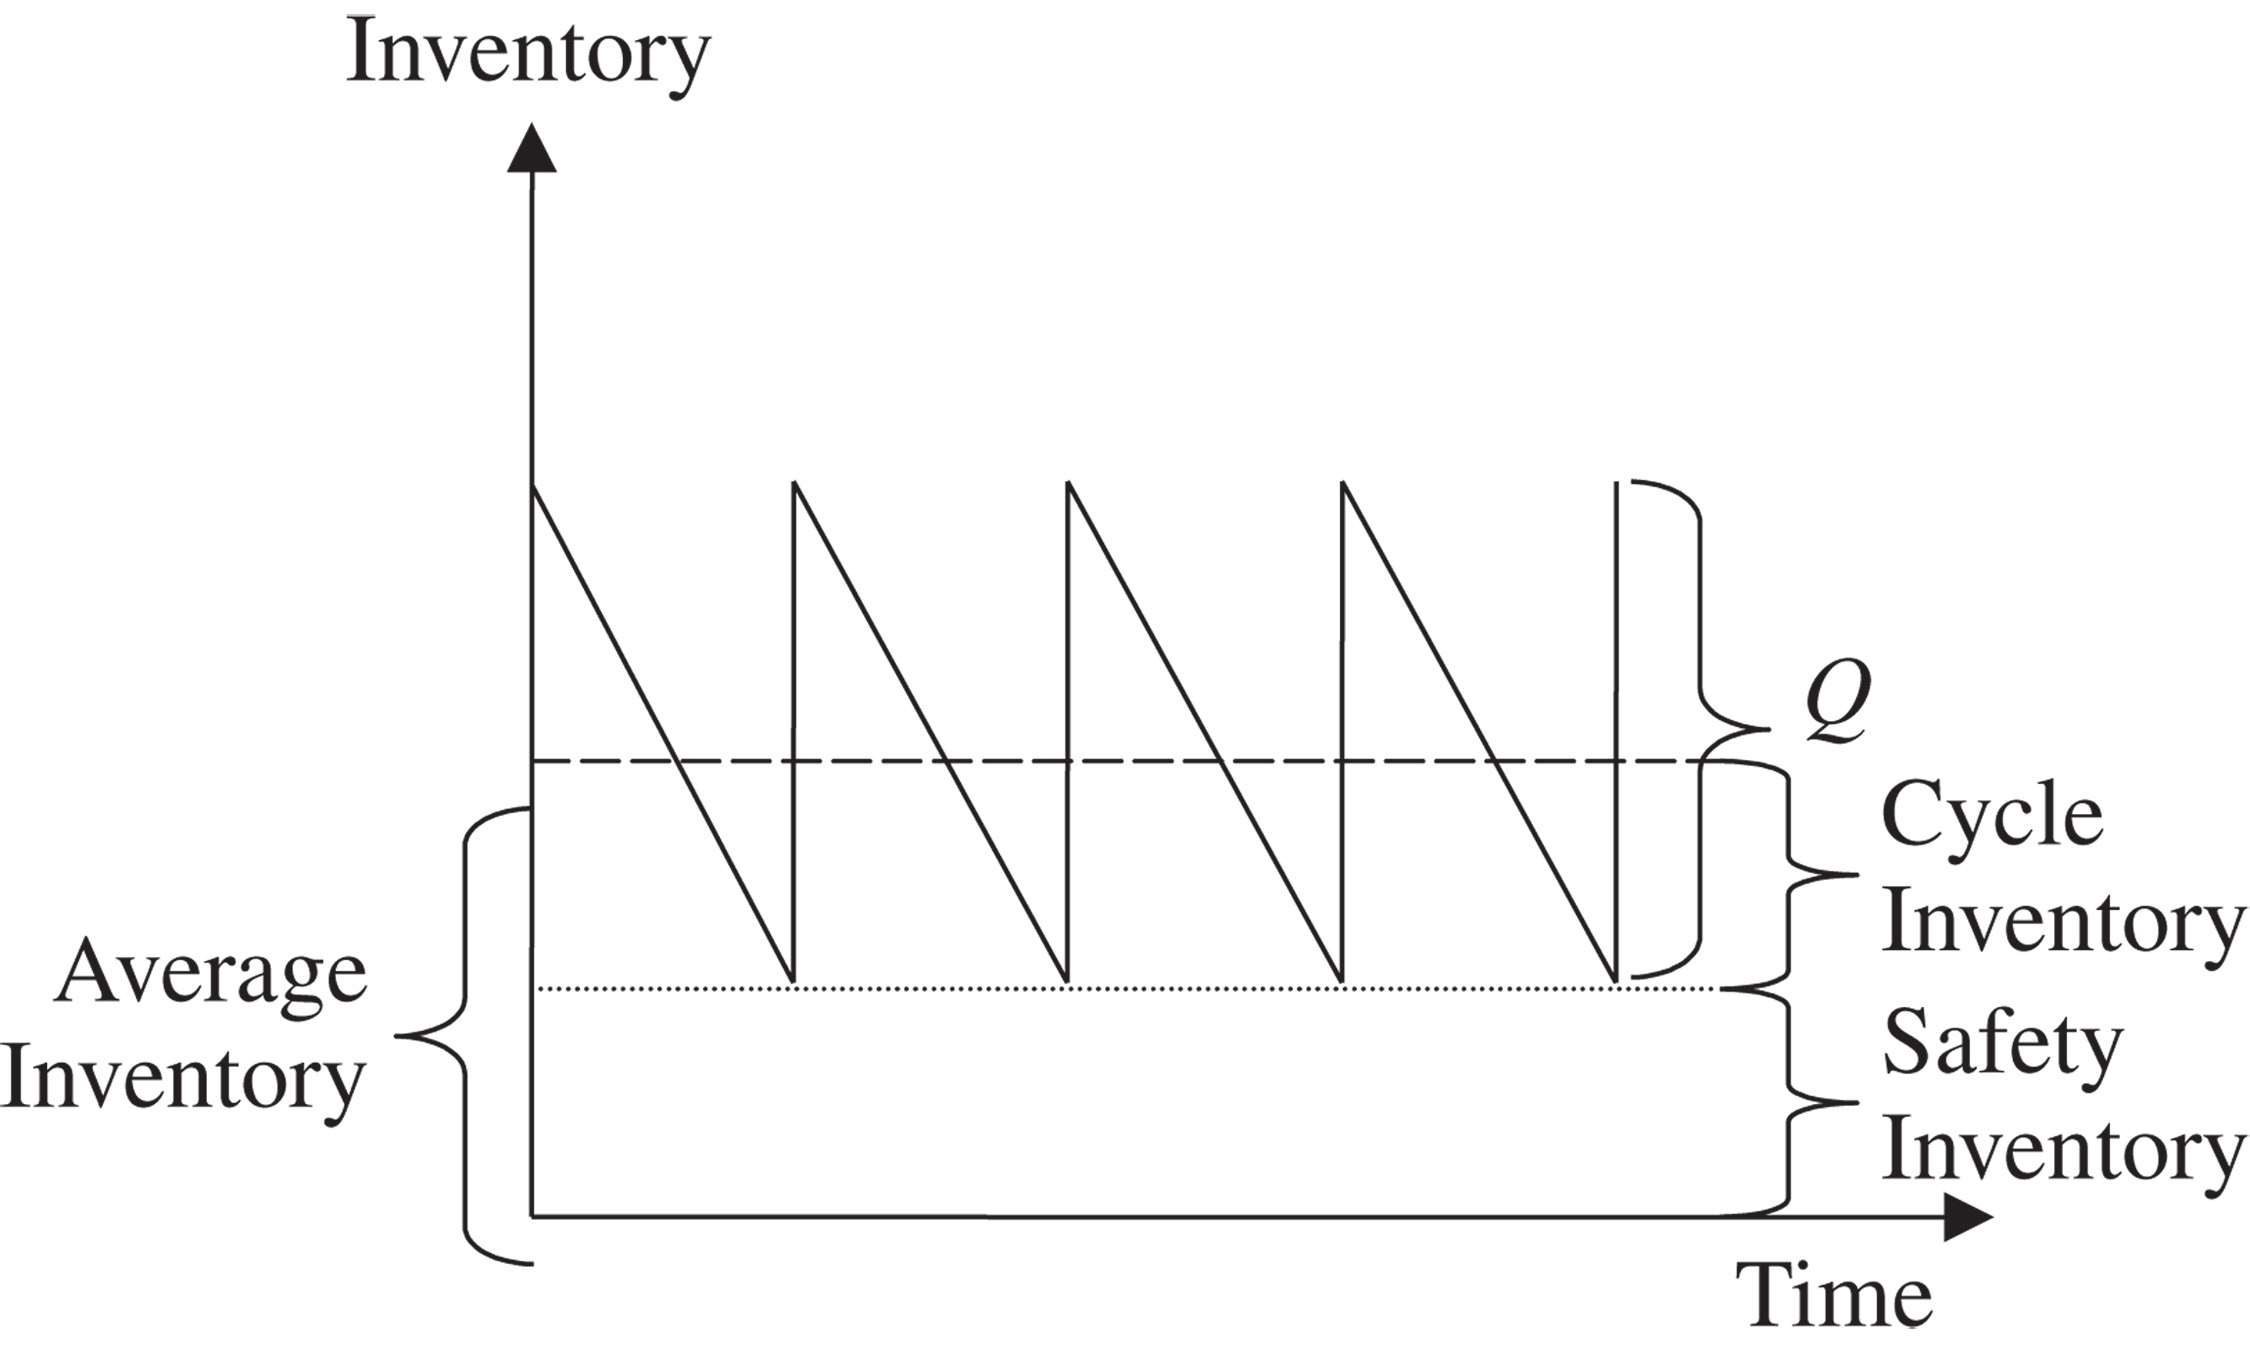 Inventory
Q
Cycle
Inventory
Average
Inventory
Safety
Inventory
Time